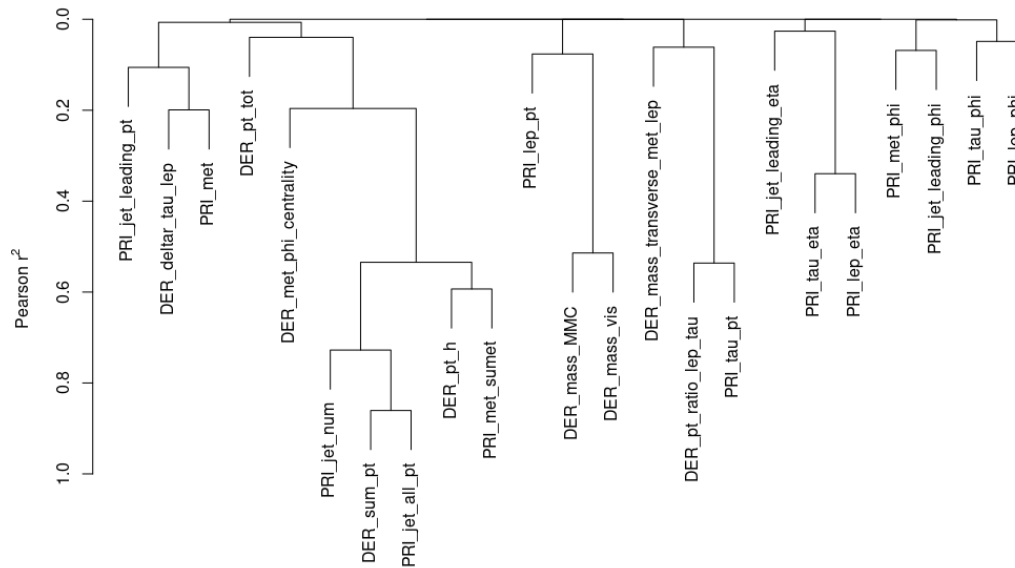 Pearson r²
0.0
0.2
0.4
0.6
0.8
1.0
PRI_jet_leading_pt
DER_deltar_tau_lep
PRI_met
DER_pt_tot
DER_met_phi_centrality
PRI_jet_num
DER_sum_pt
PRI_jet_all_pt
DER_pt_h
PRI_met_sumet
PRI_lep_pt
DER_mass_MMC
DER_mass_vis
DER_mass_transverse_met_lep
DER_pt_ratio_lep_tau
PRI_tau_pt
PRI_jet_leading_eta
PRI_tau_eta
PRI_lep_eta
PRI_met_phi
PRI_jet_leading_phi
PRI_tau_phi
PRI_lep_phi